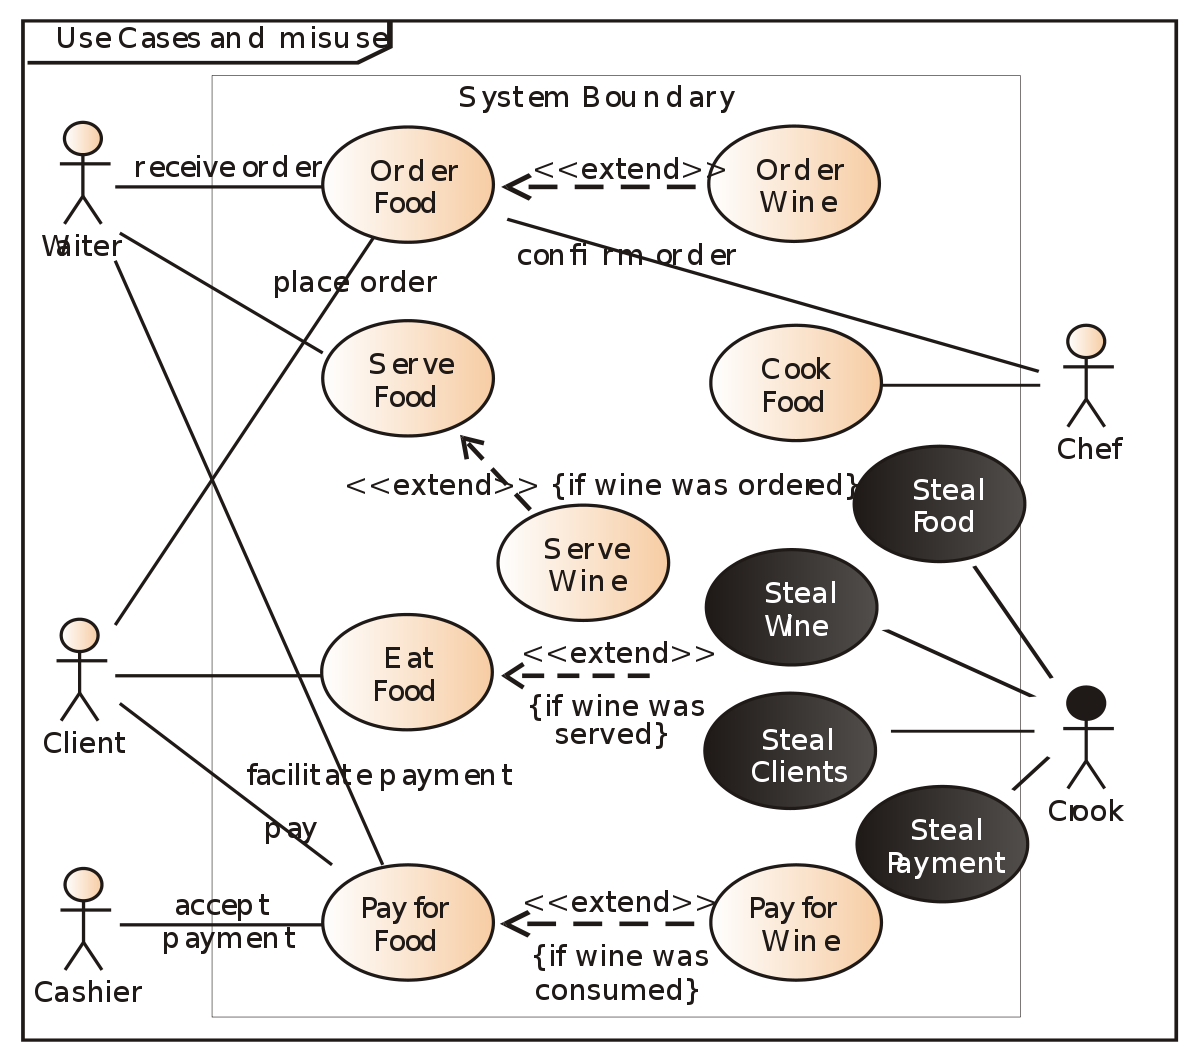 Use Cases and misuse
System Boundary
receive order
Order
Food
<<extend>>
Order
Wine
Waiter
confirm order
place order
Serve
Food
Cook
Food
Chef
<<extend>> {if wine was ordered}
Steal
Food
Serve
Wine
Steal
Wine
Eat
Food
<<extend>>
{if wine was
served}
Client
Steal
Clients
facilitate payment
pay
Crook
Steal
Payment
accept
payment
Pay for
Food
<<extend>>
Pay for
Wine
{if wine was
consumed}
Cashier